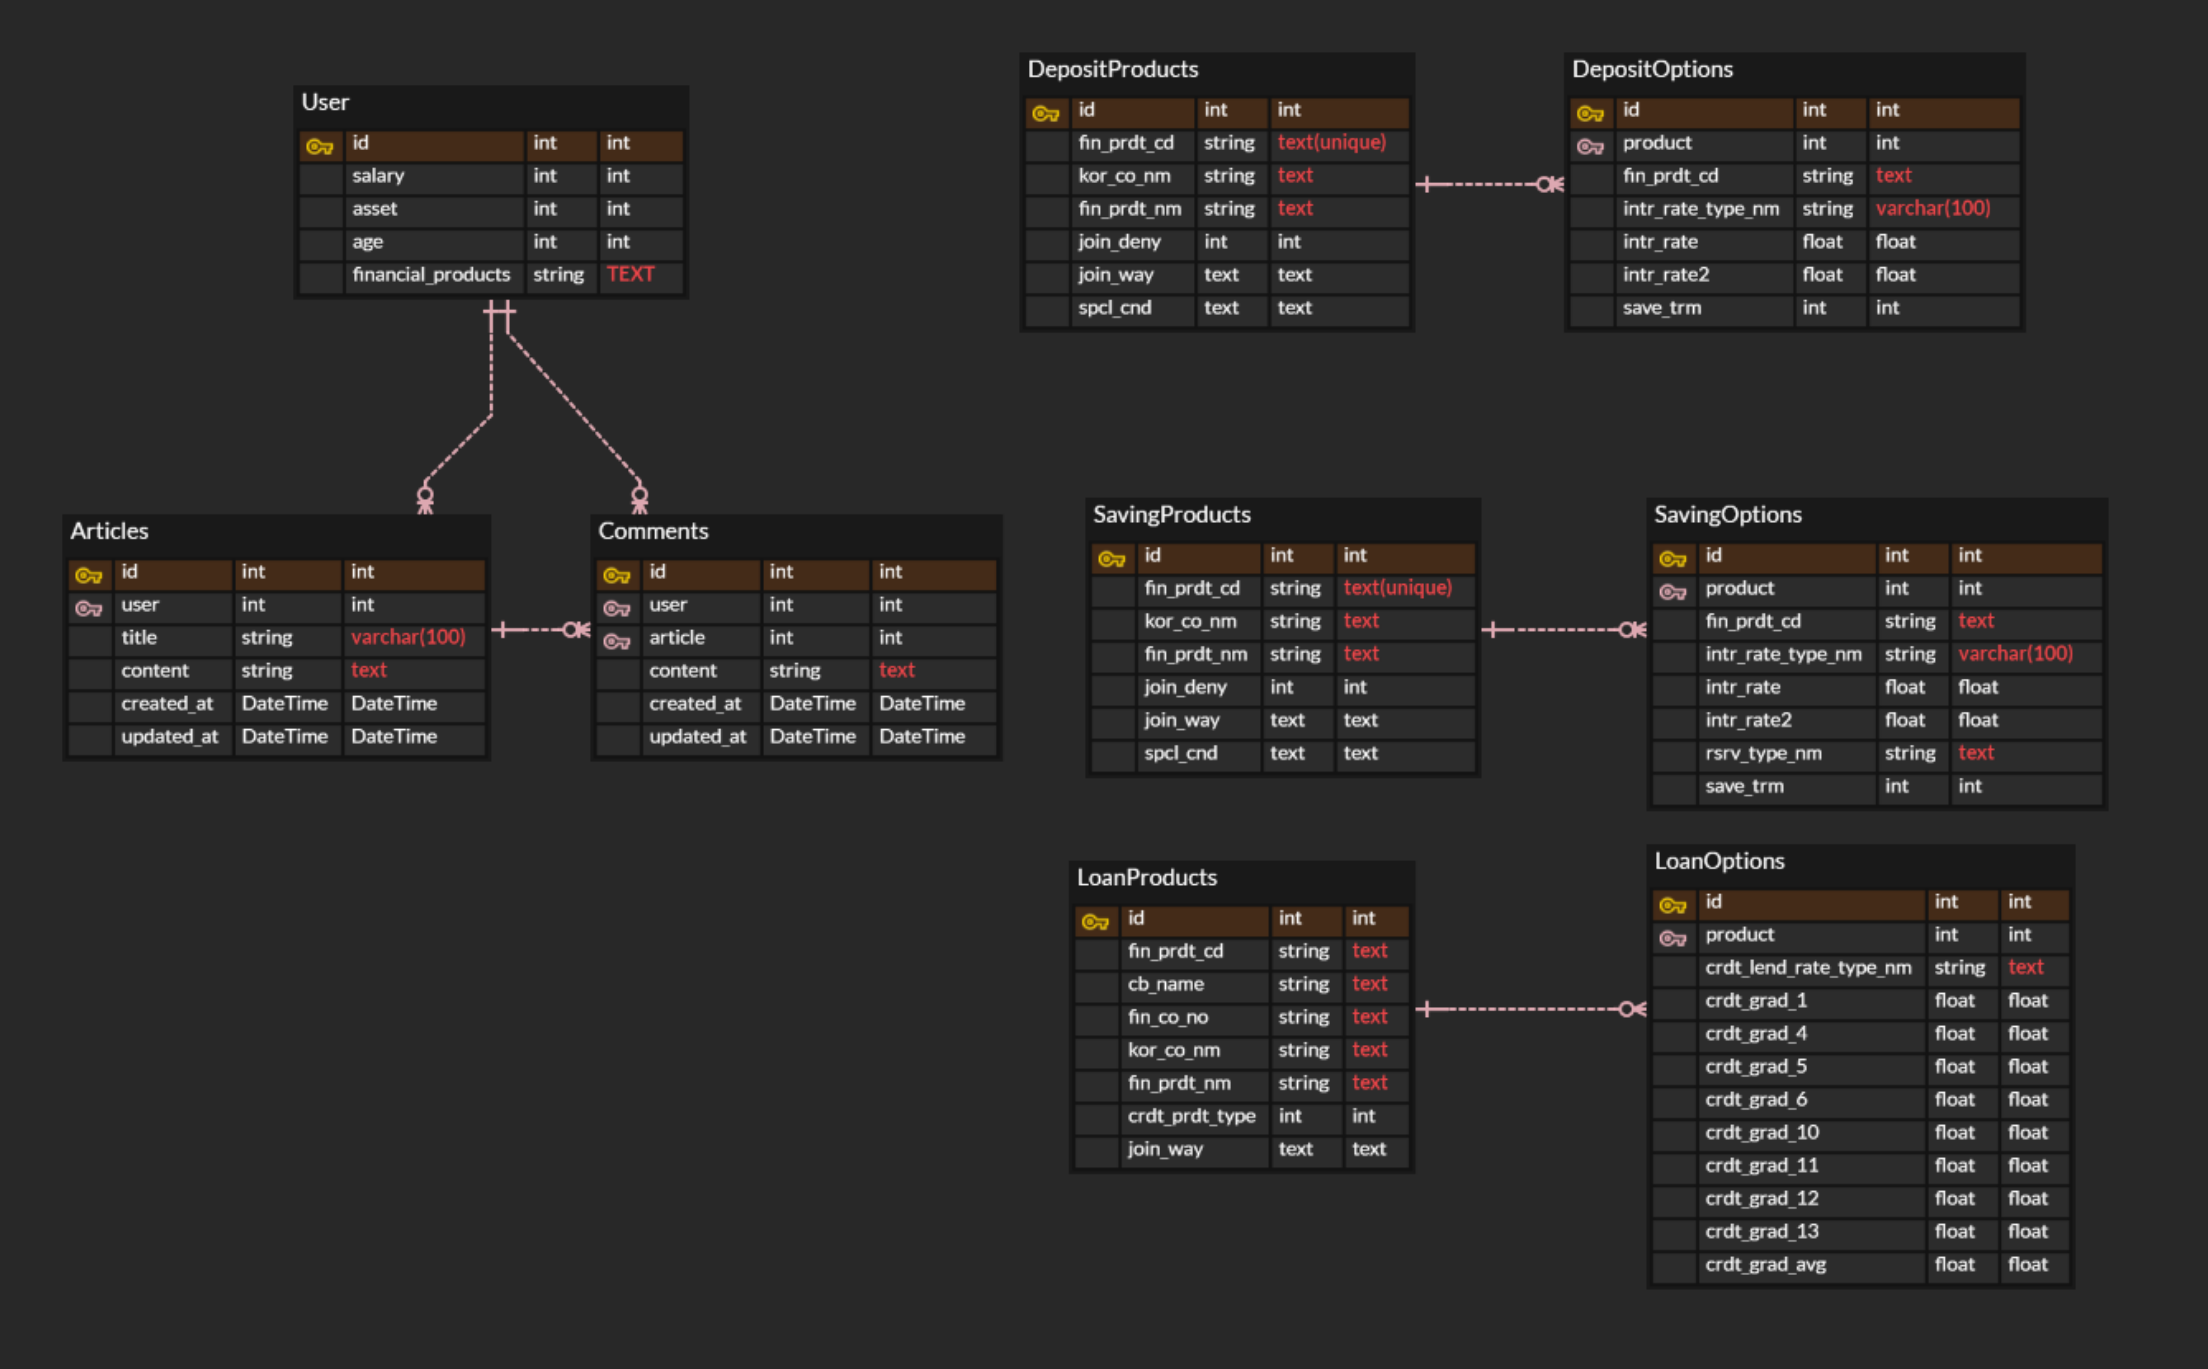 User
id int int
salary int int
asset int int
age int int
financial_products string TEXT
Articles
id int int
user int int
title string varchar(100)
content string text
created_at DateTime DateTime
updated_at DateTime DateTime
Comments
id int int
user int int
article int int
content string text
created_at DateTime DateTime
updated_at DateTime DateTime
DepositProducts
id int int
fin_prdt_cd string text(unique)
kor_co_nm string text
fin_prdt_nm string text
join_deny int int
join_way text text
spcl_cnd text text
DepositOptions
id int int
product int int
fin_prdt_cd string text
intr_rate_type_nm string varchar(100)
intr_rate float float
intr_rate2 float float
save_trm int int
SavingProducts
id int int
fin_prdt_cd string text(unique)
kor_co_nm string text
fin_prdt_nm string text
join_deny int int
join_way text text
spcl_cnd text text
SavingOptions
id int int
product int int
fin_prdt_cd string text
intr_rate_type_nm string varchar(100)
intr_rate float float
intr_rate2 float float
rsrv_type_nm string text
save_trm int int
LoanProducts
id int int
fin_prdt_cd string text
cb_name string text
fin_co_no string text
kor_co_nm string text
fin_prdt_nm string text
crdt_prdt_type int int
join_way text text
LoanOptions
id int int
product int int
crdt_lend_rate_type_nm string text
crdt_grad_1 float float
crdt_grad_4 float float
crdt_grad_5 float float
crdt_grad_6 float float
crdt_grad_10 float float
crdt_grad_11 float float
crdt_grad_12 float float
crdt_grad_13 float float
crdt_grad_avg float float